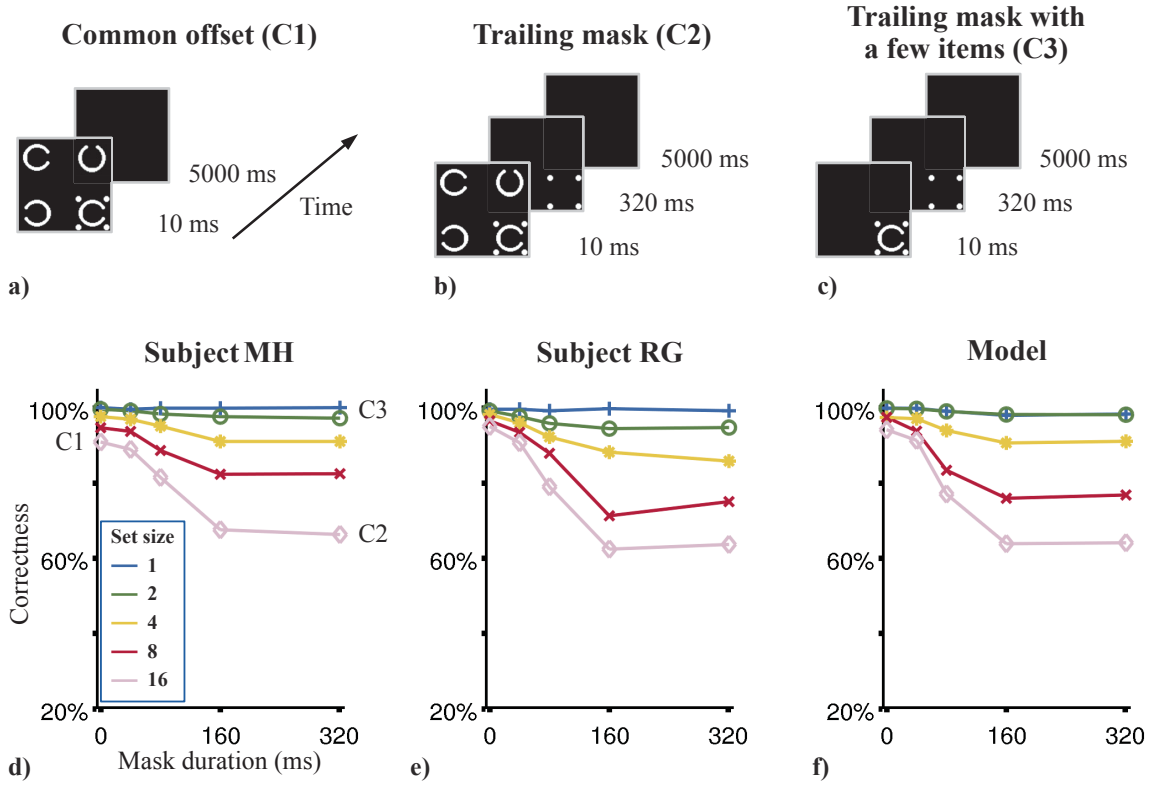 Common offset (C1)
Trailing mask (C2)
Trailing mask with
a few items (C3)
5000 ms
10 ms
Time
5000 ms
320 ms
10 ms
5000 ms
320 ms
10 ms
a)
b)
c)
Subject MH
Subject RG
Model
Correctness
100%
60%
20%
C1
C3
C2
Set size
1
2
4
8
16
0
160
320
Mask duration (ms)
d)
100%
60%
20%
0
160
320
e)
100%
60%
20%
0
160
320
f)